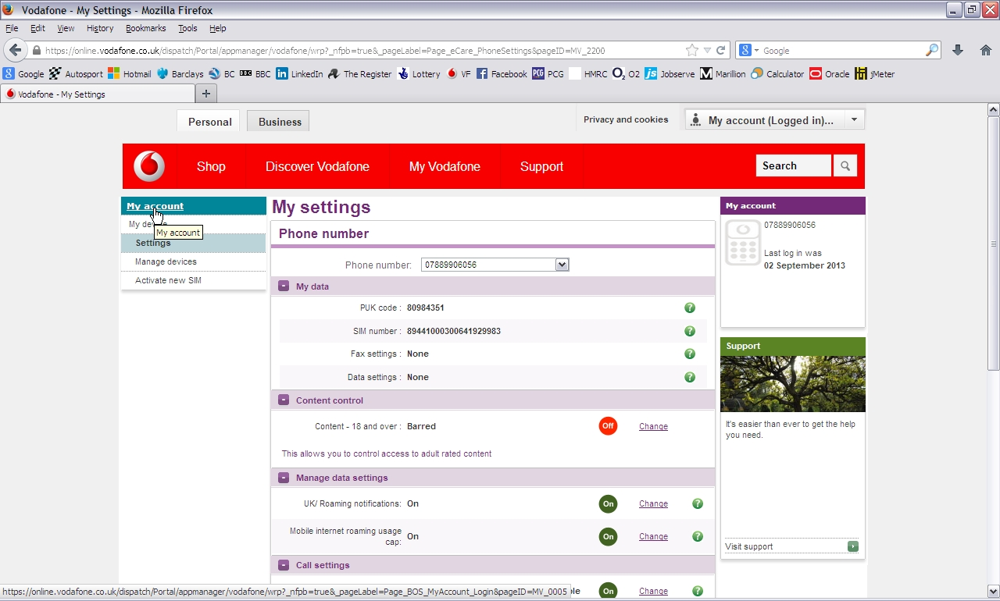 Vodafone - My Settings - Mozilla Firefox
File Edit View History Bookmarks Tools Help
https://online.vodafone.co.uk/dispatch/Portal/appmanager/vodafone/wrp?_nfpb=true&_pageLabel=Page_eCare_PhoneSettings&pageID=MV_2200
Google
Google Autosport Hotmail Barclays BC BBC BBC LinkedIn The Register Lottery VF Facebook PCG PCG HMRC O2 O2 js Jobserve M Marillion Calculator Oracle jMeter
Vodafone - My Settings
Personal Business Privacy and cookies My account (Logged in)...
Shop Discover Vodafone My Vodafone Support Search
My account
My de
My account
Settings
Manage devices
Activate new SIM
My settings
Phone number
Phone number: 07889906056
My data
PUK code : 80984351
SIM number : 89441000300641929983
Fax settings : None
Data settings : None
Content control
Content - 18 and over : Barred Off Change
This allows you to control access to adult rated content
Manage data settings
UK/ Roaming notifications: On On Change
Mobile internet roaming usage
cap: On On Change
Call settings
On Change
My account
07889906056
Last log in was
02 September 2013
Support
It's easier than ever to get the help
you need.
Visit support
https://online.vodafone.co.uk/dispatch/Portal/appmanager/vodafone/wrp?_nfpb=true&_pageLabel=Page_BOS_MyAccount_Login&pageID=MV_0005